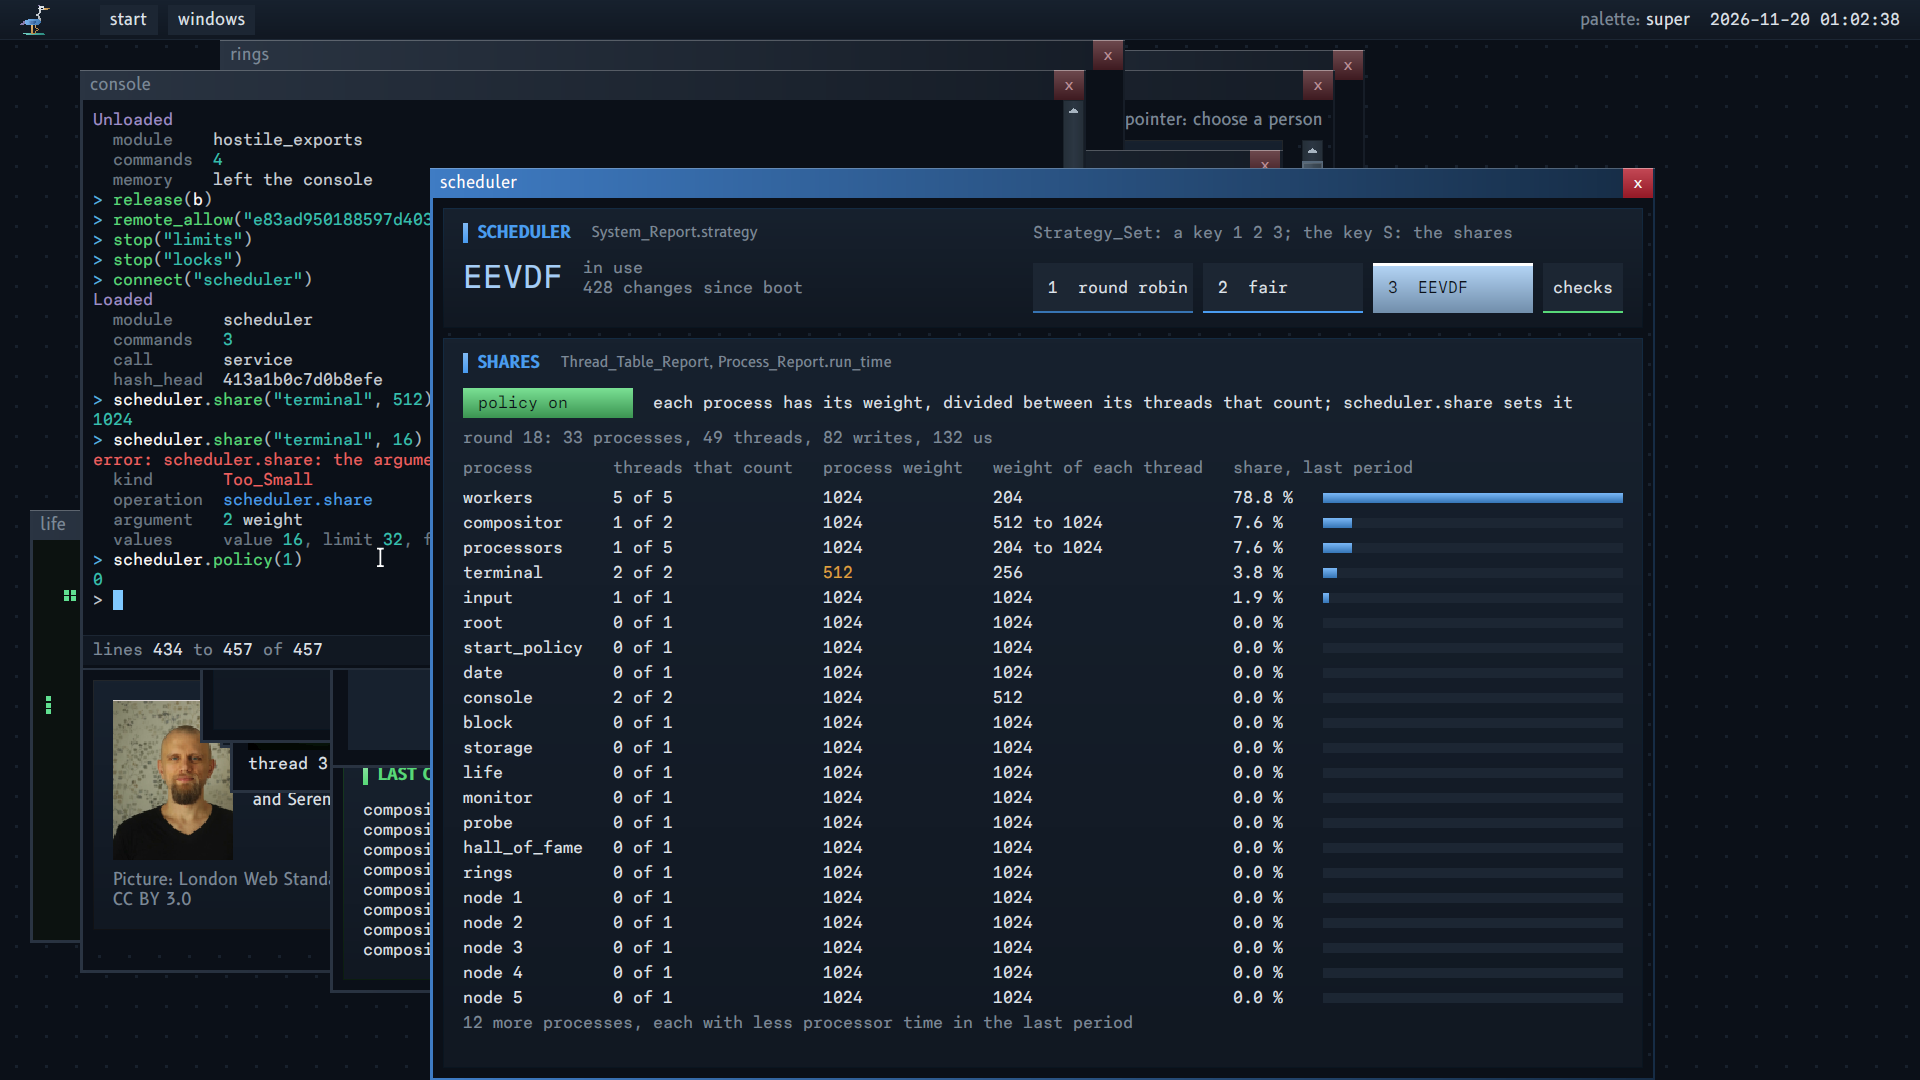 start windows palette: super 2026-11-20 01:02:38
rings x
x
console x
x
pointer: choose a person
x
Unloaded
module hostile_exports
commands 4
memory left the console
> release(b)
> remote_allow("e83ad950188597d403
> stop("limits")
> stop("locks")
> connect("scheduler")
Loaded
module scheduler
commands 3
call service
hash_head 413a1b0c7d0b8efe
> scheduler.share("terminal", 512)
1024
> scheduler.share("terminal", 16)
error: scheduler.share: the argume
kind Too_Small
operation scheduler.share
argument 2 weight
values value 16, limit 32, f
> scheduler.policy(1)
0
>
lines 434 to 457 of 457
life
thread 3
and Seren
Picture: London Web Standa
CC BY 3.0
LAST C
composi
composi
composi
composi
composi
composi
composi
composi
scheduler x
SCHEDULER System_Report.strategy
Strategy_Set: a key 1 2 3; the key S: the shares
EEVDF in use
428 changes since boot
1 round robin 2 fair 3 EEVDF checks
SHARES Thread_Table_Report, Process_Report.run_time
policy on each process has its weight, divided between its threads that count; scheduler.share sets it
round 18: 33 processes, 49 threads, 82 writes, 132 us
process threads that count process weight weight of each thread share, last period
workers 5 of 5 1024 204 78.8 %
compositor 1 of 2 1024 512 to 1024 7.6 %
processors 1 of 5 1024 204 to 1024 7.6 %
terminal 2 of 2 512 256 3.8 %
input 1 of 1 1024 1024 1.9 %
root 0 of 1 1024 1024 0.0 %
start_policy 0 of 1 1024 1024 0.0 %
date 0 of 1 1024 1024 0.0 %
console 2 of 2 1024 512 0.0 %
block 0 of 1 1024 1024 0.0 %
storage 0 of 1 1024 1024 0.0 %
life 0 of 1 1024 1024 0.0 %
monitor 0 of 1 1024 1024 0.0 %
probe 0 of 1 1024 1024 0.0 %
hall_of_fame 0 of 1 1024 1024 0.0 %
rings 0 of 1 1024 1024 0.0 %
node 1 0 of 1 1024 1024 0.0 %
node 2 0 of 1 1024 1024 0.0 %
node 3 0 of 1 1024 1024 0.0 %
node 4 0 of 1 1024 1024 0.0 %
node 5 0 of 1 1024 1024 0.0 %
12 more processes, each with less processor time in the last period